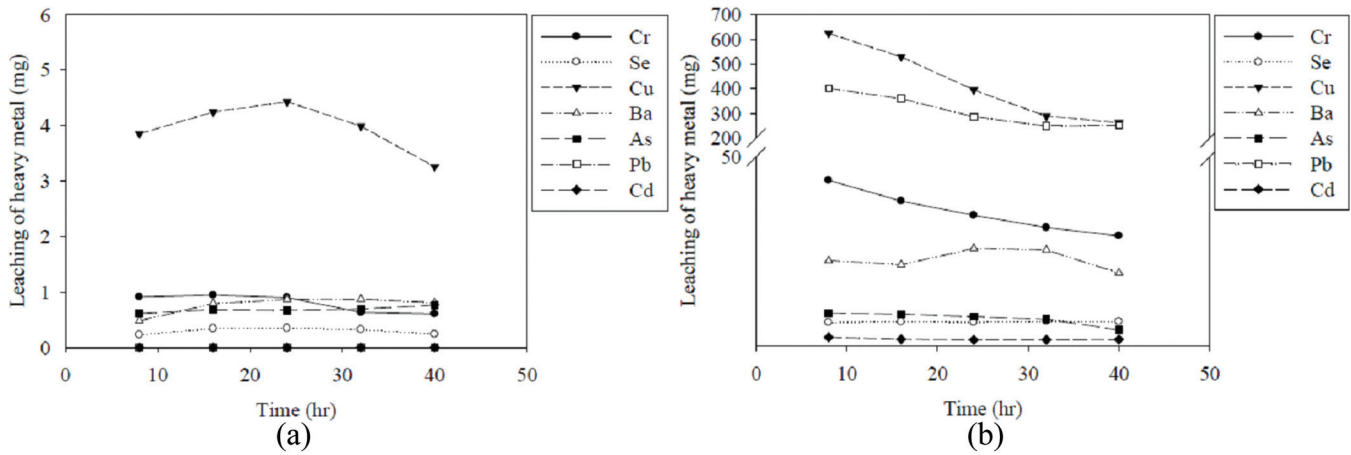 Leaching of heavy metal (mg)
6
5
4
3
2
1
0
0 10 20 30 40 50
Time (hr)
(a)
Cr
Se
Cu
Ba
As
Pb
Cd
Leaching of heavy metal (mg)
700
600
500
400
300
200
50
0 10 20 30 40 50
Time (hr)
(b)
Cr
Se
Cu
Ba
As
Pb
Cd